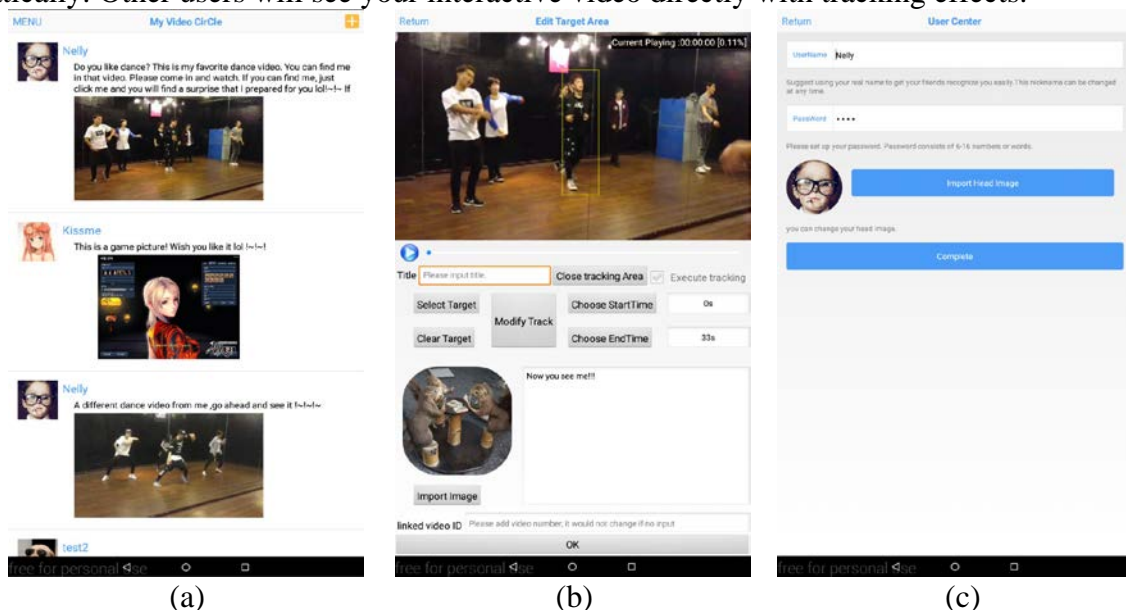 atically. Other users will see your interactive video directly with tracking effects.
MENU My Video CirCle
Nelly
Do you like dance? This is my favorite dance video. You can find me
in that video. Please come in and watch. If you can find me, just
click me and you will find a surprise that I prepared for you lol!~!~ If
Kissme
This is a game picture! Wish you like it lol !~!~!
Nelly
A different dance video from me ,go ahead and see it !~!~!~
test2
free for personal use
(a)
Return Edit Target Area
Current Playing :00:00:00 [0.11%]
Title Please input title. Close tracking Area Execute tracking
Select Target Modify Track Choose StartTime 0s
Clear Target Choose EndTime 33s
Now you see me!!!
Import Image
linked video ID Please add video number, it would not change if no input
OK
free for personal use
(b)
Return User Center
UserName Nelly
Suggest using your real name to get your friends recognize you easily.This nickname can be changed
at any time.
PassWord ••••
Please set up your password. Password consists of 6-16 numbers or words.
Import Head Image
you can change your head image.
Complete
free for personal use
(c)